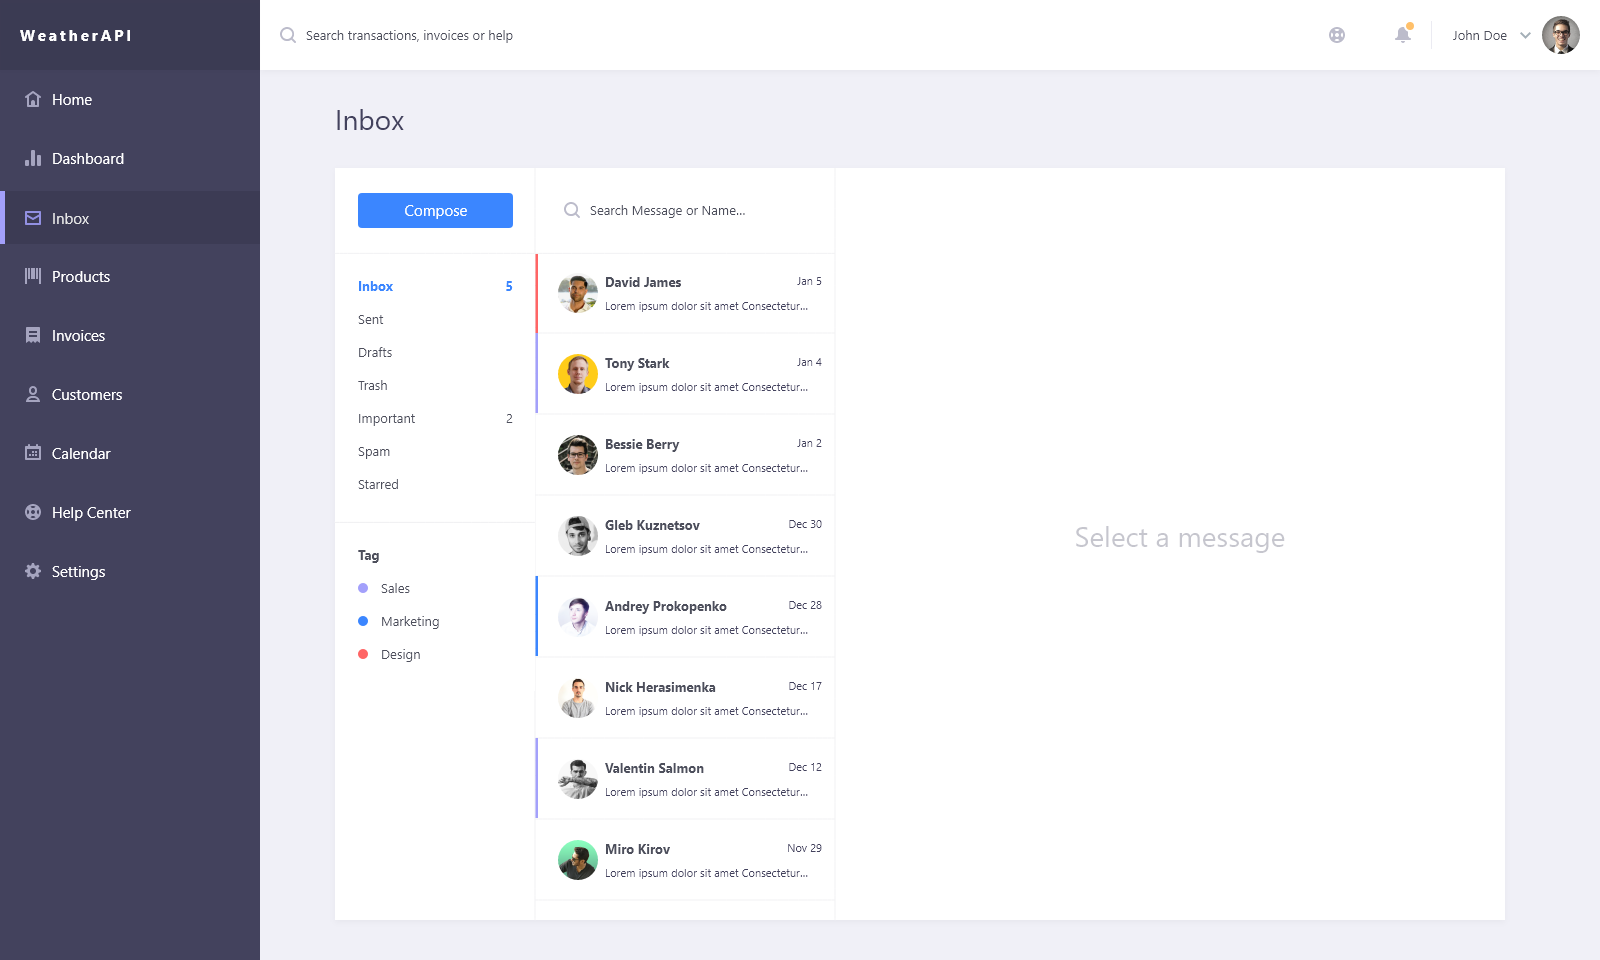 WeatherAPI
Search transactions, invoices or help
John Doe
Home
Dashboard
Inbox
Products
Invoices
Customers
Calendar
Help Center
Settings
Inbox
Compose
Inbox 5
Sent
Drafts
Trash
Important 2
Spam
Starred
Tag
Sales
Marketing
Design
Search Message or Name...
David James Jan 5
Lorem ipsum dolor sit amet Consectetur...
Tony Stark Jan 4
Lorem ipsum dolor sit amet Consectetur...
Bessie Berry Jan 2
Lorem ipsum dolor sit amet Consectetur...
Gleb Kuznetsov Dec 30
Lorem ipsum dolor sit amet Consectetur...
Andrey Prokopenko Dec 28
Lorem ipsum dolor sit amet Consectetur...
Nick Herasimenka Dec 17
Lorem ipsum dolor sit amet Consectetur...
Valentin Salmon Dec 12
Lorem ipsum dolor sit amet Consectetur...
Miro Kirov Nov 29
Lorem ipsum dolor sit amet Consectetur...
Select a message